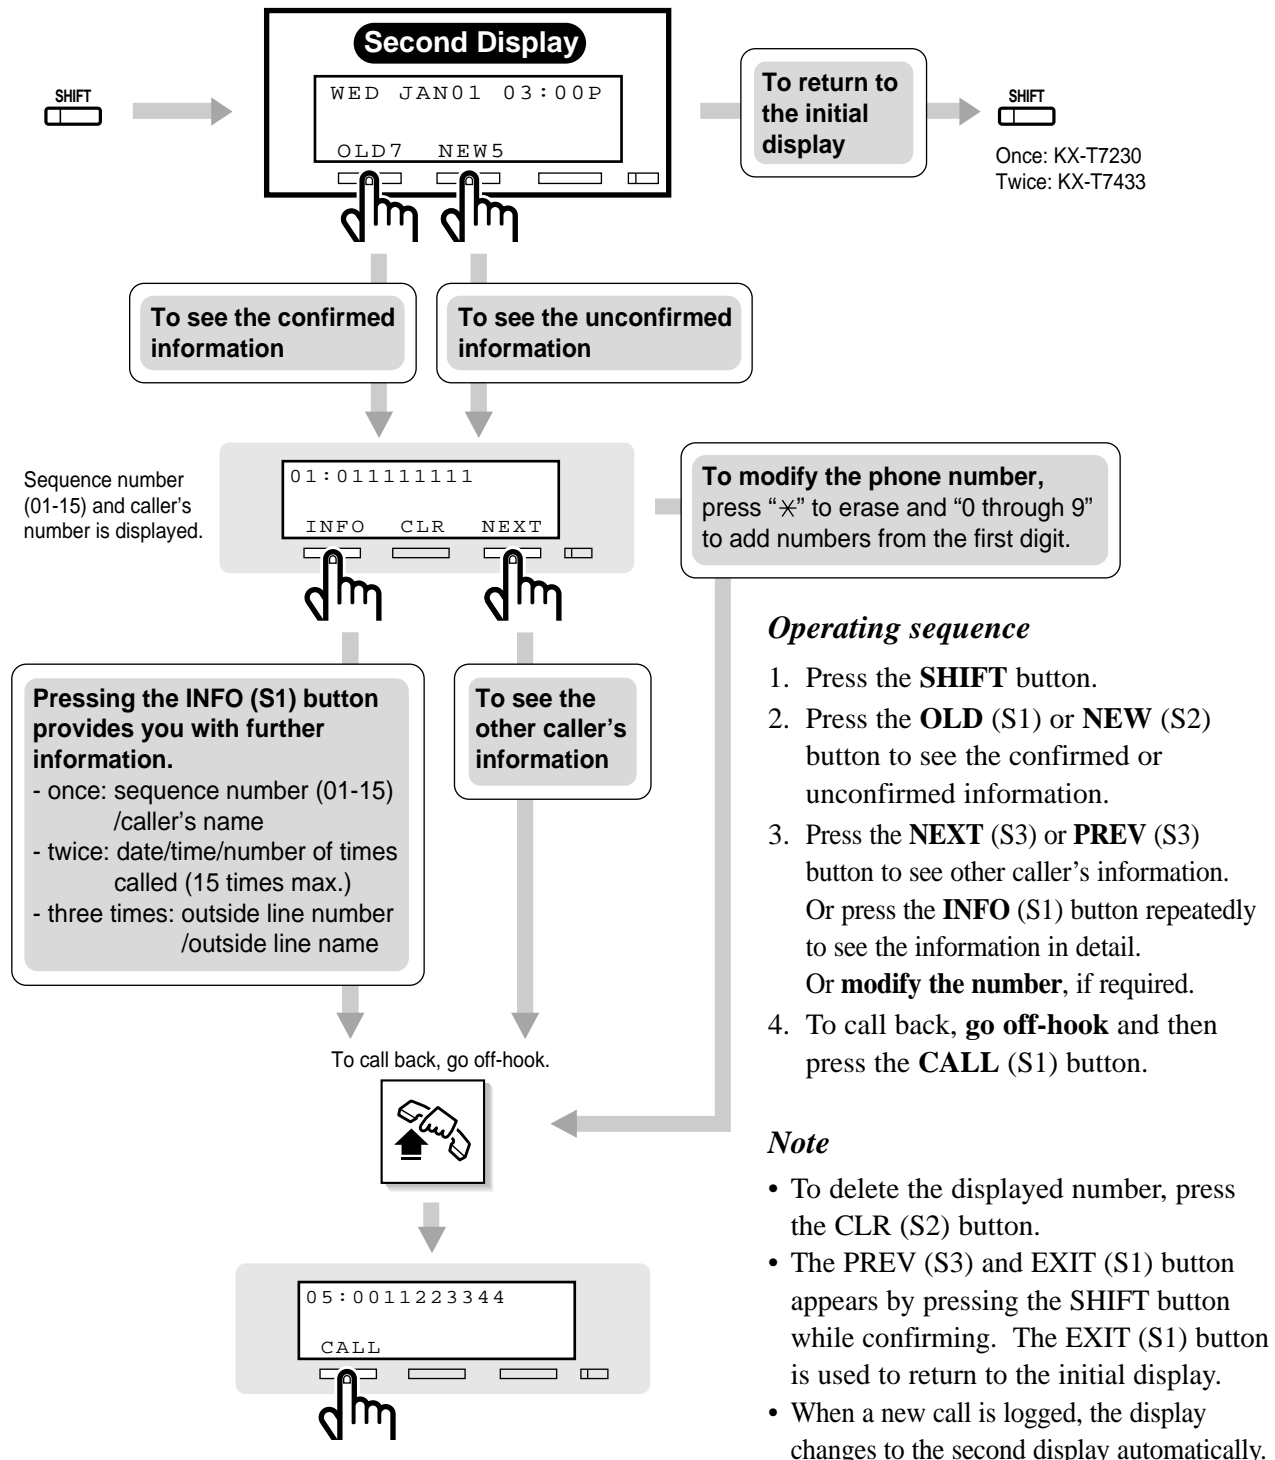 Second Display
SHIFT
WED JAN01 03:00P
OLD7 NEW5
To return to
the initial
display
SHIFT
Once: KX-T7230
Twice: KX-T7433
To see the confirmed
information
To see the unconfirmed
information
Sequence number
(01-15) and caller's
number is displayed.
01:011111111
INFO CLR NEXT
To modify the phone number,
press “✳” to erase and “0 through 9”
to add numbers from the first digit.
Pressing the INFO (S1) button
provides you with further
information.
- once: sequence number (01-15)
/caller's name
- twice: date/time/number of times
called (15 times max.)
- three times: outside line number
/outside line name
To see the
other caller's
information
To call back, go off-hook.
05:0011223344
CALL
Operating sequence
1. Press the SHIFT button.
2. Press the OLD (S1) or NEW (S2)
button to see the confirmed or
unconfirmed information.
3. Press the NEXT (S3) or PREV (S3)
button to see other caller's information.
Or press the INFO (S1) button repeatedly
to see the information in detail.
Or modify the number, if required.
4. To call back, go off-hook and then
press the CALL (S1) button.
Note
• To delete the displayed number, press
the CLR (S2) button.
• The PREV (S3) and EXIT (S1) button
appears by pressing the SHIFT button
while confirming. The EXIT (S1) button
is used to return to the initial display.
• When a new call is logged, the display
changes to the second display automatically.